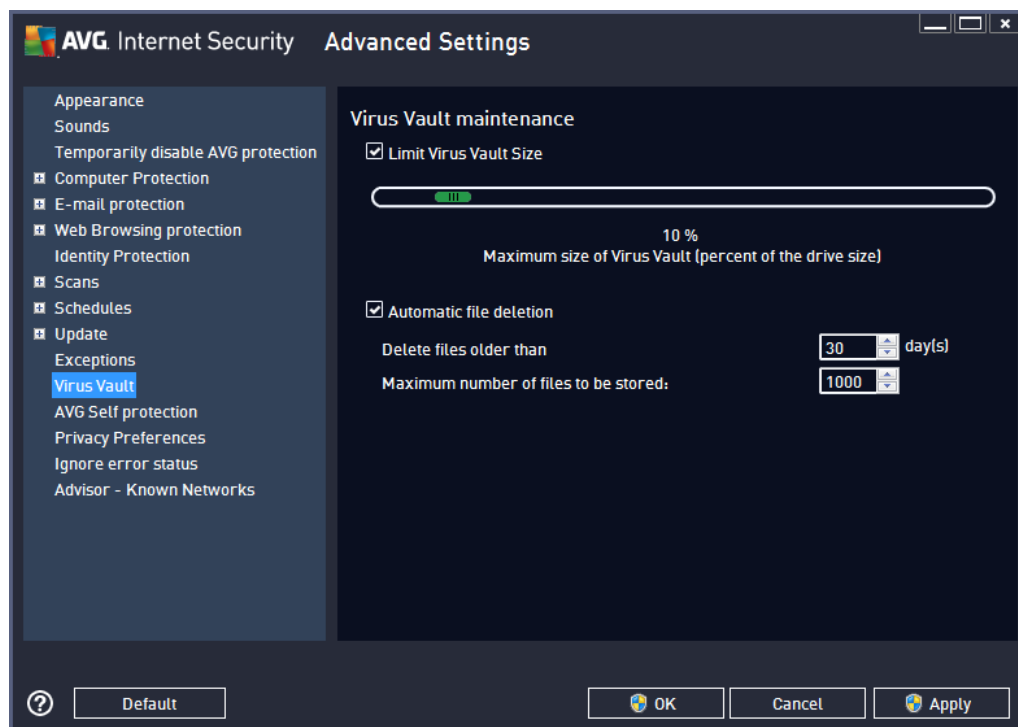 AVG. Internet Security Advanced Settings
Appearance
Sounds
Temporarily disable AVG protection
Computer Protection
E-mail protection
Web Browsing protection
Identity Protection
Scans
Schedules
Update
Exceptions
Virus Vault
AVG Self protection
Privacy Preferences
Ignore error status
Advisor - Known Networks
Virus Vault maintenance
Limit Virus Vault Size
10 %
Maximum size of Virus Vault (percent of the drive size)
Automatic file deletion
Delete files older than 30 day(s)
Maximum number of files to be stored: 1000
? Default OK Cancel Apply